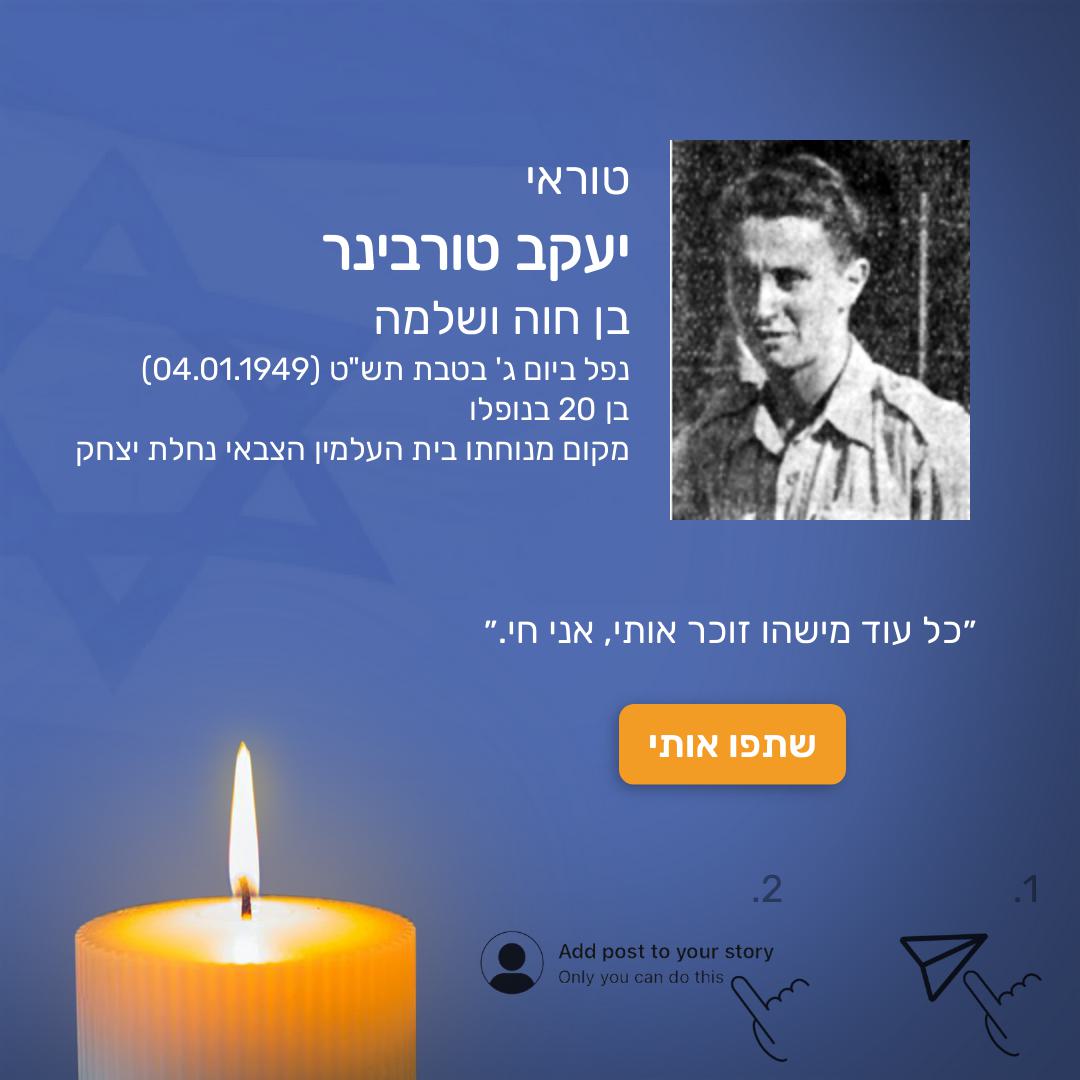 טוראי
יעקב טורבינר
בן חוה ושלמה
נפל ביום ג' בטבת תש"ט (04.01.1949)
בן 20 בנופלו
מקום מנוחתו בית העלמין הצבאי נחלת יצחק
״כל עוד מישהו זוכר אותי, אני חי.״
שתפו אותי
1.
2.
Add post to your story
Only you can do this